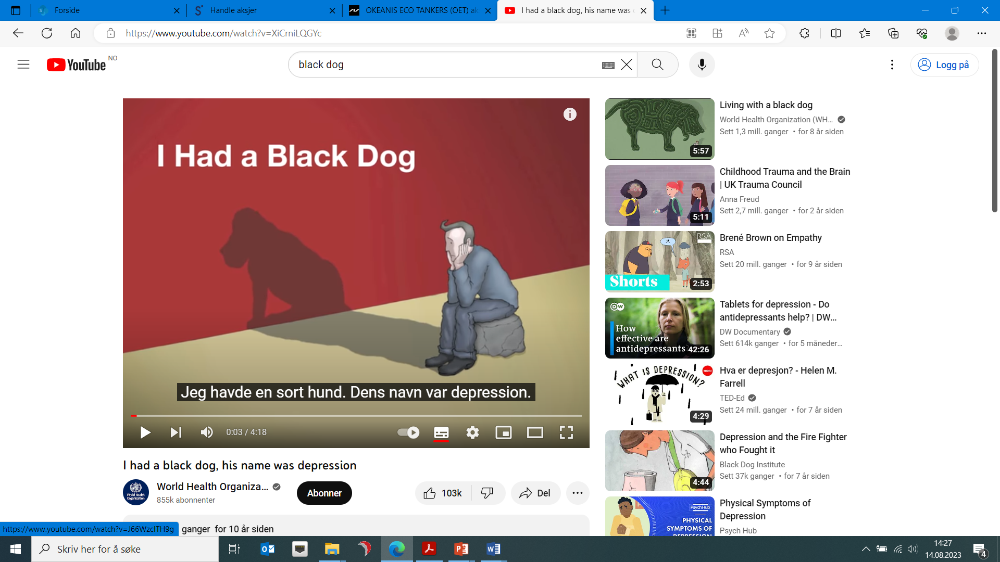 Forside
Handle aksjer
OKEANIS ECO TANKERS (OET) ak
I had a black dog, his name was
https://www.youtube.com/watch?v=XiCrniLQGYc
YouTube NO
black dog
Logg på
I Had a Black Dog
Jeg havde en sort hund. Dens navn var depression.
0:03 / 4:18
I had a black dog, his name was depression
World Health Organization
World Health Organiza...
855k abonnenter
Abonner
103k
Del
ganger for 10 år siden
https://www.youtube.com/watch?v=J66WzclTH9g
5:57
Living with a black dog
World Health Organization (WH...
Sett 1,3 mill. ganger • for 8 år siden
5:11
Childhood Trauma and the Brain
| UK Trauma Council
Anna Freud
Sett 2,7 mill. ganger • for 2 år siden
RSA
Shorts
2:53
Brené Brown on Empathy
RSA
Sett 20 mill. ganger • for 9 år siden
DW
How
effective are
antidepressants
42:26
Tablets for depression - Do
antidepressants help? | DW...
DW Documentary
Sett 614k ganger • for 5 måneder...
WHAT IS DEPRESSION?
4:29
Hva er depresjon? - Helen M.
Farrell
TED-Ed
Sett 24 mill. ganger • for 7 år siden
4:44
Depression and the Fire Fighter
who Fought it
Black Dog Institute
Sett 37k ganger • for 7 år siden
PsychHub
PHYSICAL
SYMPTOMS OF
DEPRESSION
Physical Symptoms of
Depression
Psych Hub
Skriv her for å søke
14:27
14.08.2023
4